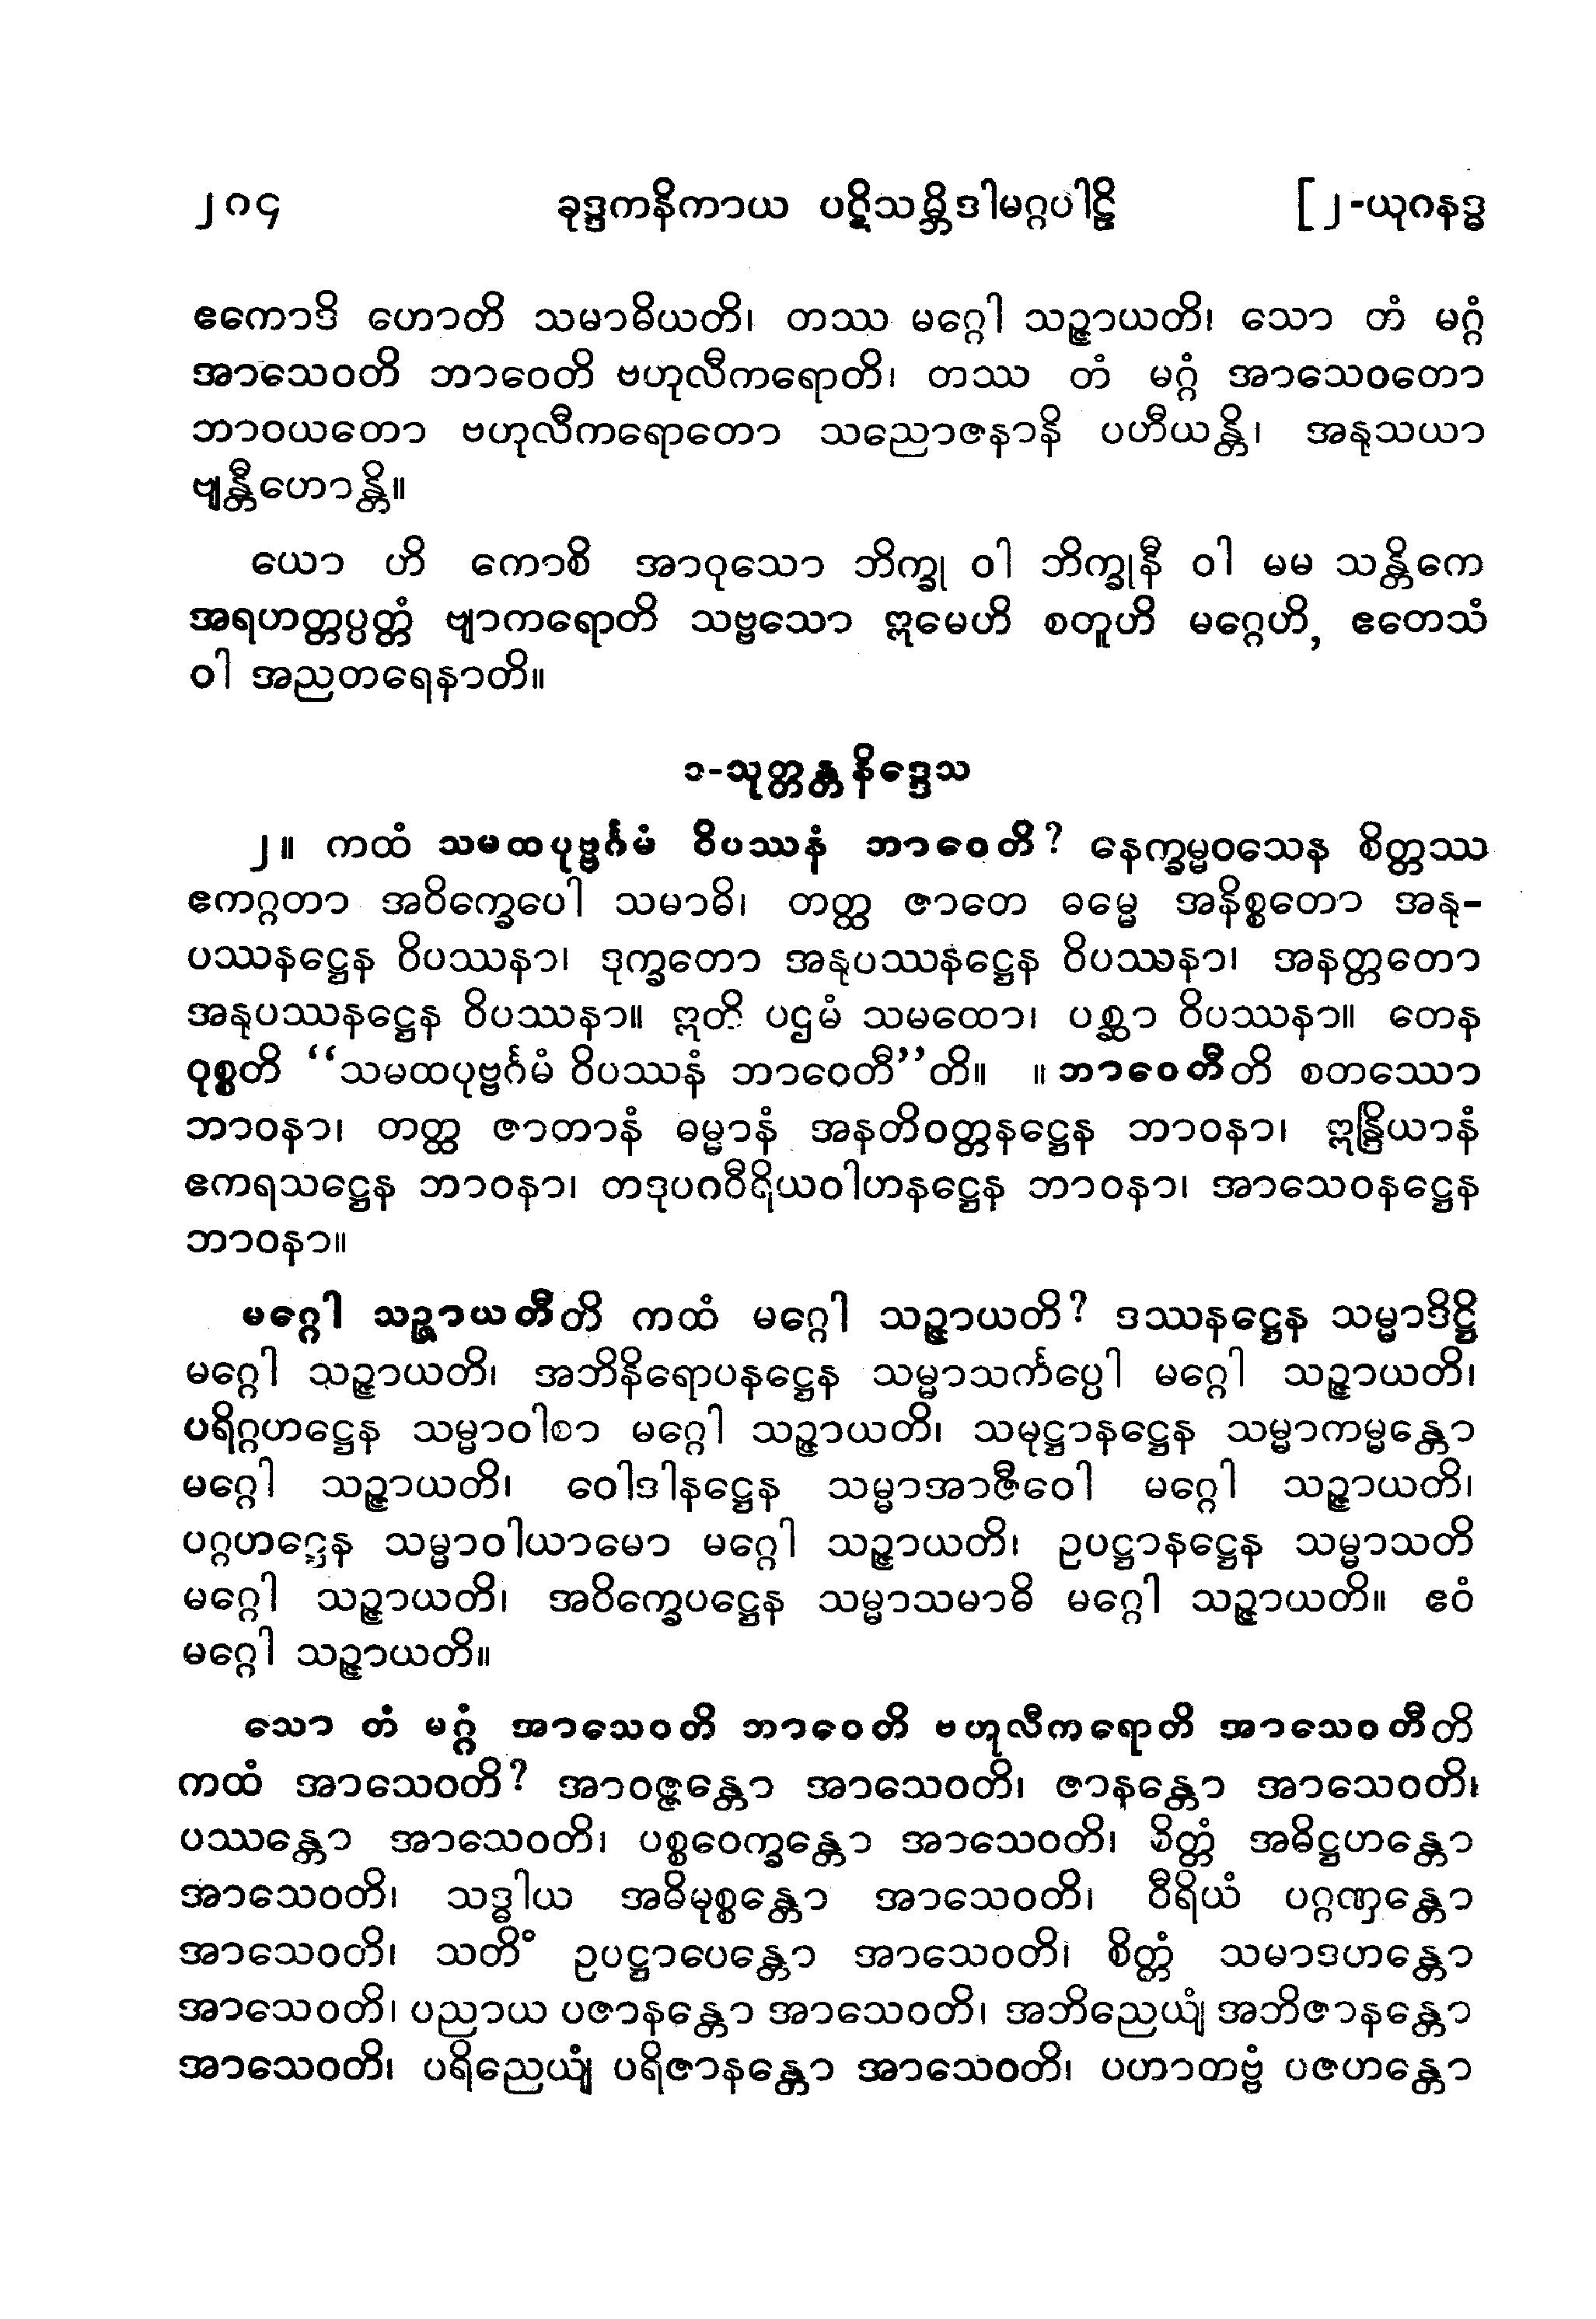 ၂၈၄ ခုဒ္ဒကနိကာယ ပဋိသမ္ဘိဒါမဂ္ဂပါဠိ [၂-ယုဂနဒ္ဓ
ဧကောဒိ ဟောတိ သမာဓိယတိ၊ တဿ မဂ္ဂေါ သဉ္ဇာယတိ၊ သော တံ မဂ္ဂံ
အာသေဝတိ ဘာဝေတိ ဗဟုလီကရောတိ၊ တဿ တံ မဂ္ဂံ အာသေဝတော
ဘာဝယတော ဗဟုလီကရောတော သညောဇနာနိ ပဟီယန္တိ၊ အနုသယာ
ဗျန္တီဟောန္တိ။
ယော ဟိ ကောစိ အာဝုသော ဘိက္ခု ဝါ ဘိက္ခုနီ ဝါ မမ သန္တိကေ
အရဟတ္တပ္ပတ္တံ ဗျာကရောတိ သဗ္ဗသော ဣမေဟိ စတူဟိ မဂ္ဂေဟိ, ဧတေသံ
ဝါ အညတရေနာတိ။
၁-သုတ္တန္တနိဒ္ဒေသ
၂။ ကထံ သမထပုဗ္ဗင်္ဂမံ ဝိပဿနံ ဘာဝေတိ? နေက္ခမ္မဝသေန စိတ္တဿ
ဧကဂ္ဂတာ အဝိက္ခေပေါ သမာဓိ၊ တတ္ထ ဇာတေ ဓမ္မေ အနိစ္စတော အနု-
ပဿနဋ္ဌေန ဝိပဿနာ၊ ဒုက္ခတော အနုပဿနဋ္ဌေန ဝိပဿနာ၊ အနတ္တတော
အနုပဿနဋ္ဌေန ဝိပဿနာ။ ဣတိ ပဌမံ သမထော၊ ပစ္ဆာ ဝိပဿနာ။ တေန
ဝုစ္စတိ “သမထပုဗ္ဗင်္ဂမံ ဝိပဿနံ ဘာဝေတီ”တိ။ ။ ဘာဝေတီတိ စတဿော
ဘာဝနာ၊ တတ္ထ ဇာတာနံ ဓမ္မာနံ အနတိဝတ္တနဋ္ဌေန ဘာဝနာ၊ ဣန္ဒြိယာနံ
ဧကရသဋ္ဌေန ဘာဝနာ၊ တဒုပဂဝီရိယဝါဟနဋ္ဌေန ဘာဝနာ၊ အာသေဝနဋ္ဌေန
ဘာဝနာ။
မဂ္ဂေါ သဉ္ဇာယတီတိ ကထံ မဂ္ဂေါ သဉ္ဇာယတိ? ဒဿနဋ္ဌေန သမ္မာဒိဋ္ဌိ
မဂ္ဂေါ သဉ္ဇာယတိ၊ အဘိနိရောပနဋ္ဌေန သမ္မာသင်္ကပ္ပေါ မဂ္ဂေါ သဉ္ဇာယတိ၊
ပရိဂ္ဂဟဋ္ဌေန သမ္မာဝါစာ မဂ္ဂေါ သဉ္ဇာယတိ၊ သမုဋ္ဌာနဋ္ဌေန သမ္မာကမ္မန္တော
မဂ္ဂေါ သဉ္ဇာယတိ၊ ဝေါဒါနဋ္ဌေန သမ္မာအာဇီဝေါ မဂ္ဂေါ သဉ္ဇာယတိ၊
ပဂ္ဂဟဋ္ဌေန သမ္မာဝါယာမော မဂ္ဂေါ သဉ္ဇာယတိ၊ ဥပဋ္ဌာနဋ္ဌေန သမ္မာသတိ
မဂ္ဂေါ သဉ္ဇာယတိ၊ အဝိက္ခေပဋ္ဌေန သမ္မာသမာဓိ မဂ္ဂေါ သဉ္ဇာယတိ။ ဧဝံ
မဂ္ဂေါ သဉ္ဇာယတိ။
သော တံ မဂ္ဂံ အာသေဝတိ ဘာဝေတိ ဗဟုလီကရောတိ အာသေဝတီတိ
ကထံ အာသေဝတိ? အာဝဇ္ဇန္တော အာသေဝတိ၊ ဇာနန္တော အာသေဝတိ၊
ပဿန္တော အာသေဝတိ၊ ပစ္စဝေက္ခန္တော အာသေဝတိ၊ စိတ္တံ အဓိဋ္ဌဟန္တော
အာသေဝတိ၊ သဒ္ဓါယ အဓိမုစ္စန္တော အာသေဝတိ၊ ဝီရိယံ ပဂ္ဂဏှန္တော
အာသေဝတိ၊ သတိံ ဥပဋ္ဌာပေန္တော အာသေဝတိ၊ စိတ္တံ သမာဒဟန္တော
အာသေဝတိ၊ ပညာယ ပဇာနန္တော အာသေဝတိ၊ အဘိညေယျံ အဘိဇာနန္တော
အာသေဝတိ၊ ပရိညေယျံ ပရိဇာနန္တော အာသေဝတိ၊ ပဟာတဗ္ဗံ ပဇဟန္တော